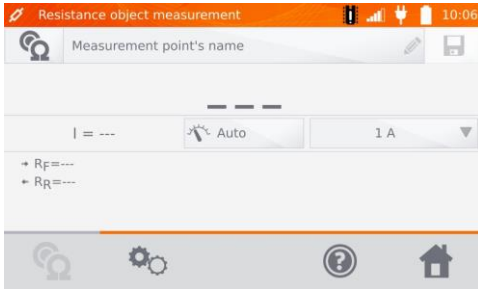 Resistance object measurement 10:06
Measurement point's name
---
I = --- Auto 1 A
RF=---
RR=---